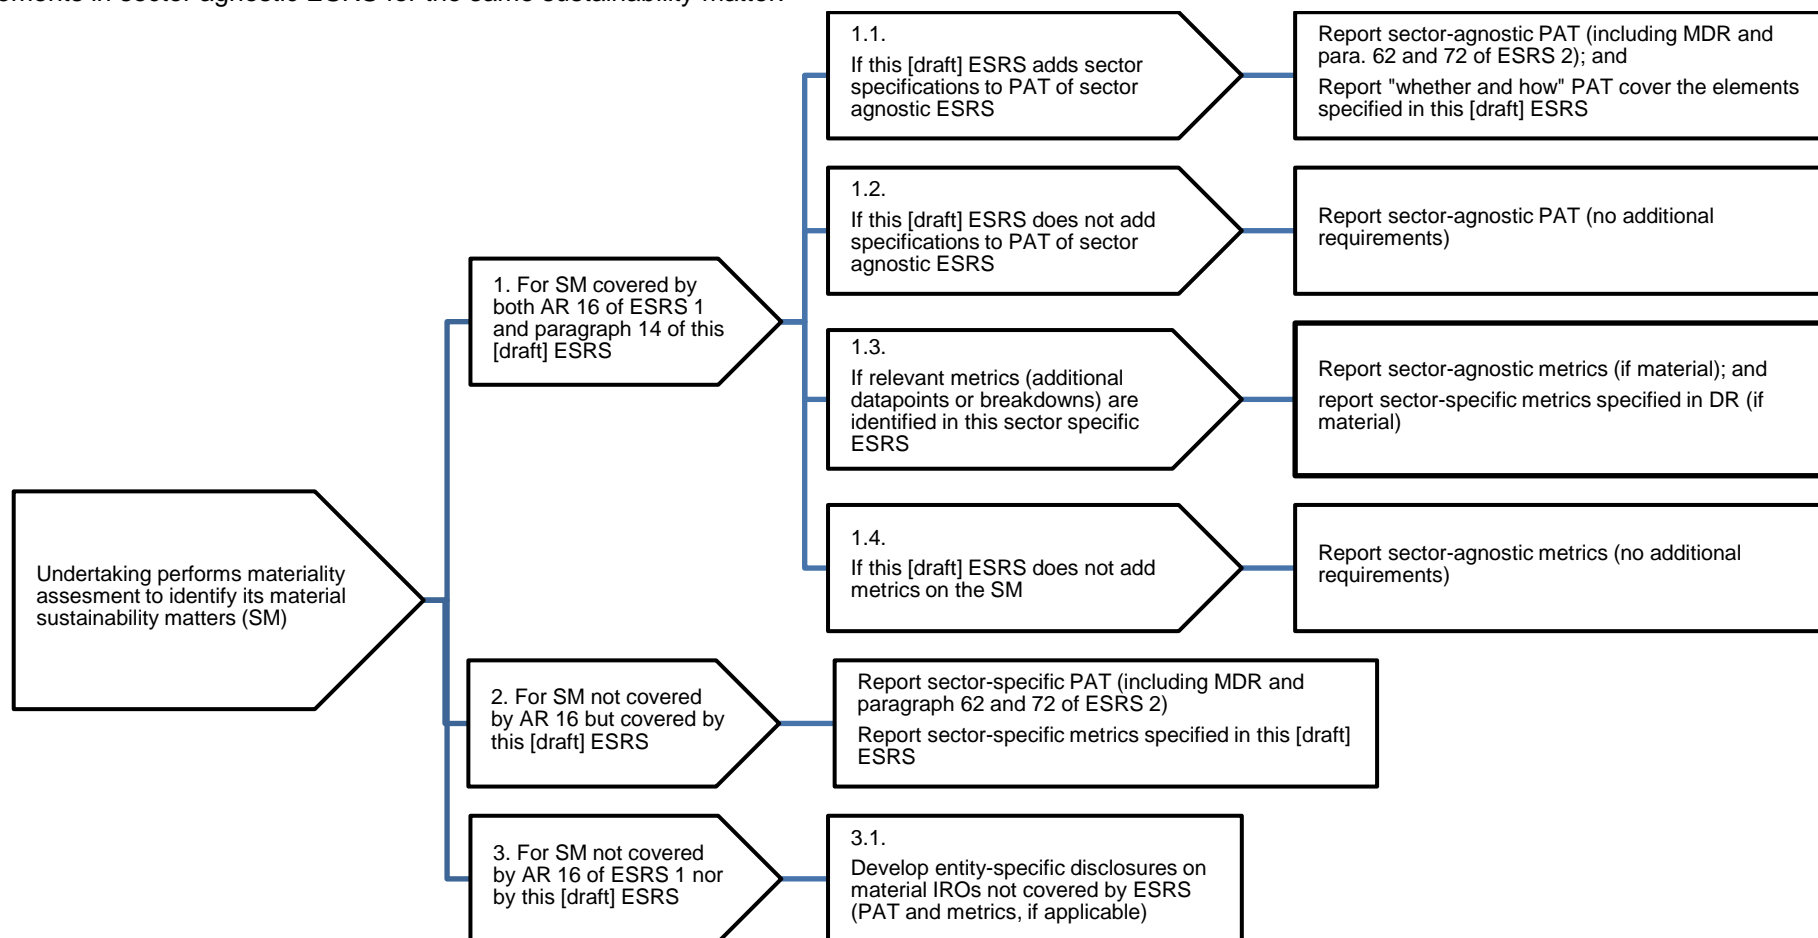 ements in sector agnostic ESRS for the same sustainability matter.
1.1.
If this [draft] ESRS adds sector
specifications to PAT of sector
agnostic ESRS
Report sector-agnostic PAT (including MDR and
para. 62 and 72 of ESRS 2); and
Report "whether and how" PAT cover the elements
specified in this [draft] ESRS
1.2.
If this [draft] ESRS does not add
specifications to PAT of sector
agnostic ESRS
Report sector-agnostic PAT (no additional
requirements)
1. For SM covered by
both AR 16 of ESRS 1
and paragraph 14 of this
[draft] ESRS
1.3.
If relevant metrics (additional
datapoints or breakdowns) are
identified in this sector specific
ESRS
Report sector-agnostic metrics (if material); and
report sector-specific metrics specified in DR (if
material)
1.4.
If this [draft] ESRS does not add
metrics on the SM
Report sector-agnostic metrics (no additional
requirements)
Undertaking performs materiality
assesment to identify its material
sustainability matters (SM)
2. For SM not covered
by AR 16 but covered by
this [draft] ESRS
Report sector-specific PAT (including MDR and
paragraph 62 and 72 of ESRS 2)
Report sector-specific metrics specified in this [draft]
ESRS
3. For SM not covered
by AR 16 of ESRS 1 nor
by this [draft] ESRS
3.1.
Develop entity-specific disclosures on
material IROs not covered by ESRS
(PAT and metrics, if applicable)